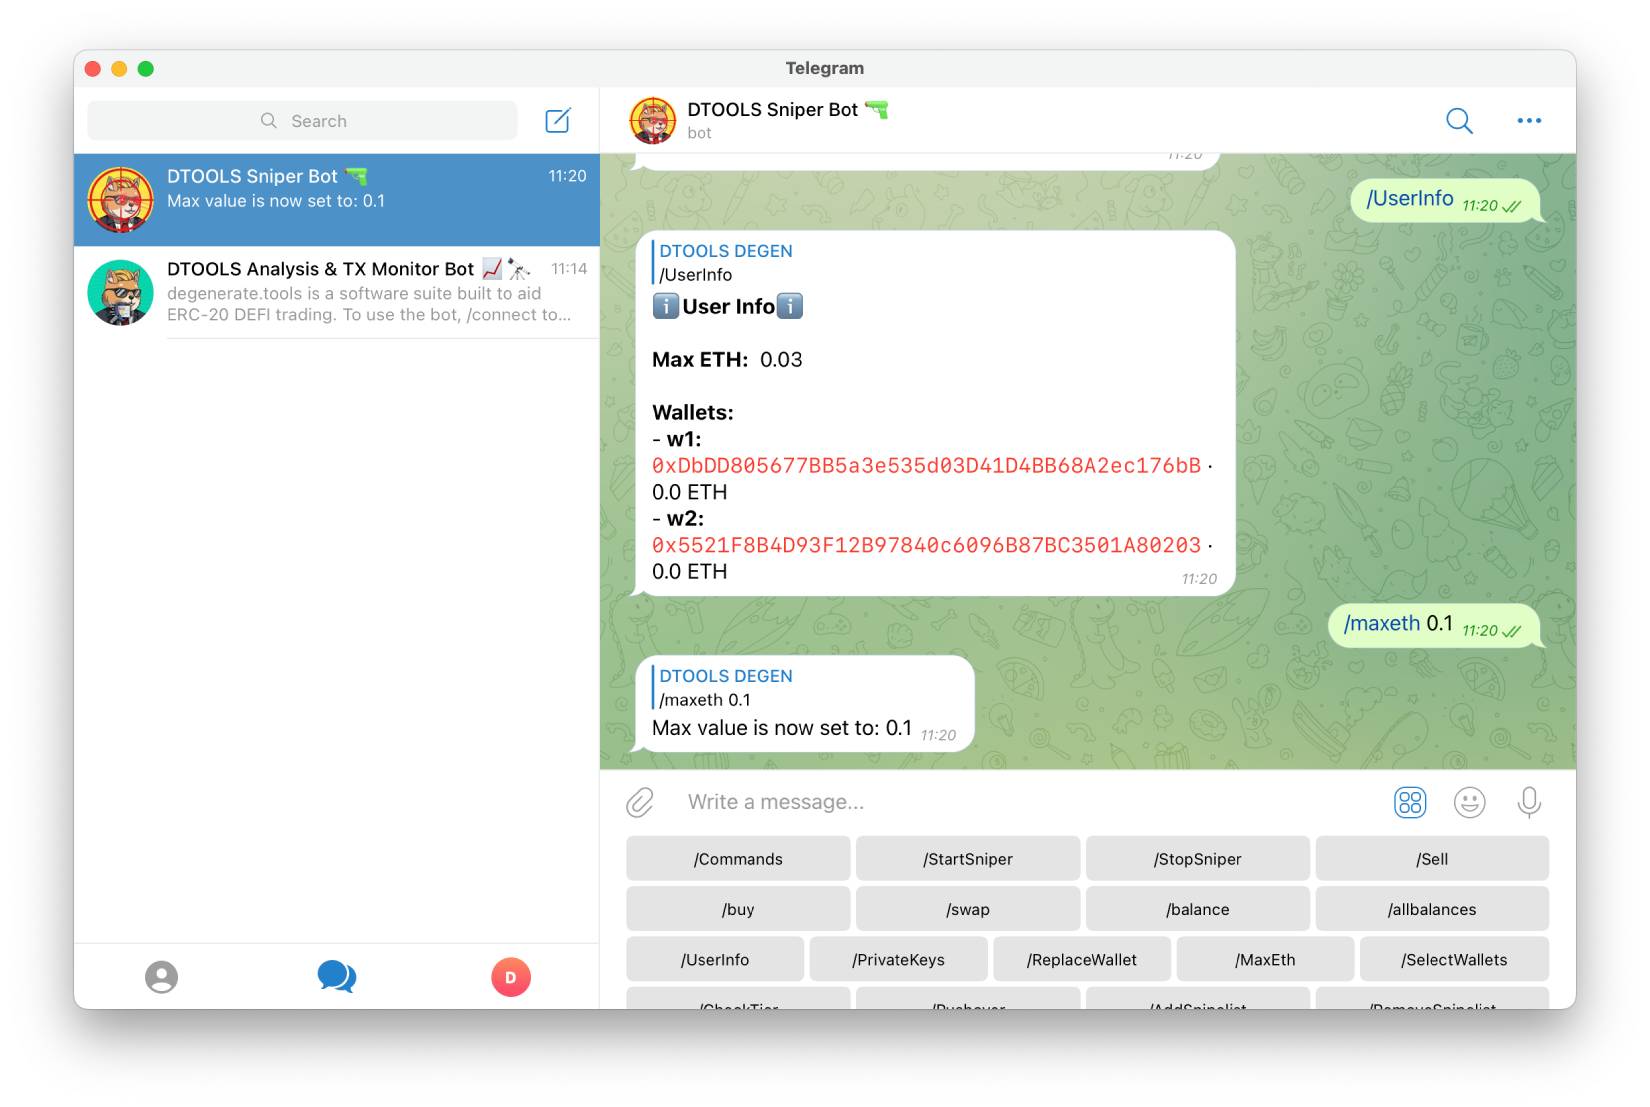 Telegram
Search
DTOOLS Sniper Bot 🔫
11:20
Max value is now set to: 0.1
DTOOLS Analysis & TX Monitor Bot 📈🔭
11:14
degenerate.tools is a software suite built to aid
ERC-20 DEFI trading. To use the bot, /connect to...
D
DTOOLS Sniper Bot 🔫
bot
11:20
/UserInfo 11:20
DTOOLS DEGEN
/UserInfo
ℹ️User Infoℹ️
Max ETH: 0.03
Wallets:
- w1:
0xDbDD805677BB5a3e535d03D41D4BB68A2ec176bB ·
0.0 ETH
- w2:
0x5521F8B4D93F12B97840c6096B87BC3501A80203 ·
0.0 ETH
11:20
/maxeth 0.1 11:20
DTOOLS DEGEN
/maxeth 0.1
Max value is now set to: 0.1 11:20
Write a message...
/Commands /StartSniper /StopSniper /Sell
/buy /swap /balance /allbalances
/UserInfo /PrivateKeys /ReplaceWallet /MaxEth /SelectWallets
/CheckTier /Pushover /AddSnipelist /RemoveSnipelist